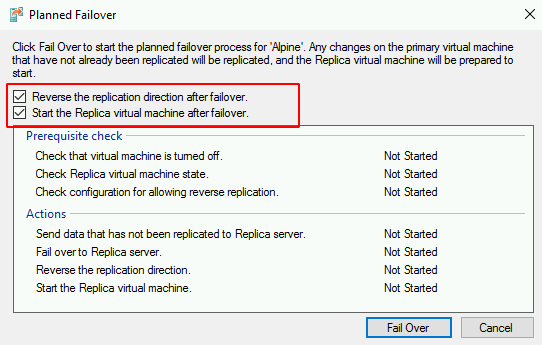 Planned Failover
Click Fail Over to start the planned failover process for 'Alpine'. Any changes on the primary virtual machine
that have not already been replicated will be replicated, and the Replica virtual machine will be prepared to
start.
Reverse the replication direction after failover.
Start the Replica virtual machine after failover.
Prerequisite check
Check that virtual machine is turned off. Not Started
Check Replica virtual machine state. Not Started
Check configuration for allowing reverse replication. Not Started
Actions
Send data that has not been replicated to Replica server. Not Started
Fail over to Replica server. Not Started
Reverse the replication direction. Not Started
Start the Replica virtual machine. Not Started
Fail Over Cancel